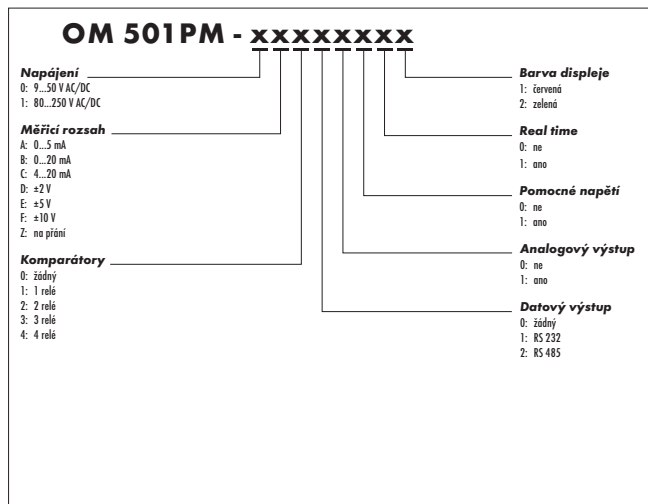 OM 501PM - xxxxxxxx
Napájení
0: 9...50 V AC/DC
1: 80...250 V AC/DC
Měřicí rozsah
A: 0...5 mA
B: 0...20 mA
C: 4...20 mA
D: ±2 V
E: ±5 V
F: ±10 V
Z: na přání
Komparátory
0: žádný
1: 1 relé
2: 2 relé
3: 3 relé
4: 4 relé
Barva displeje
1: červená
2: zelená
Real time
0: ne
1: ano
Pomocné napětí
0: ne
1: ano
Analogový výstup
0: ne
1: ano
Datový výstup
0: žádný
1: RS 232
2: RS 485